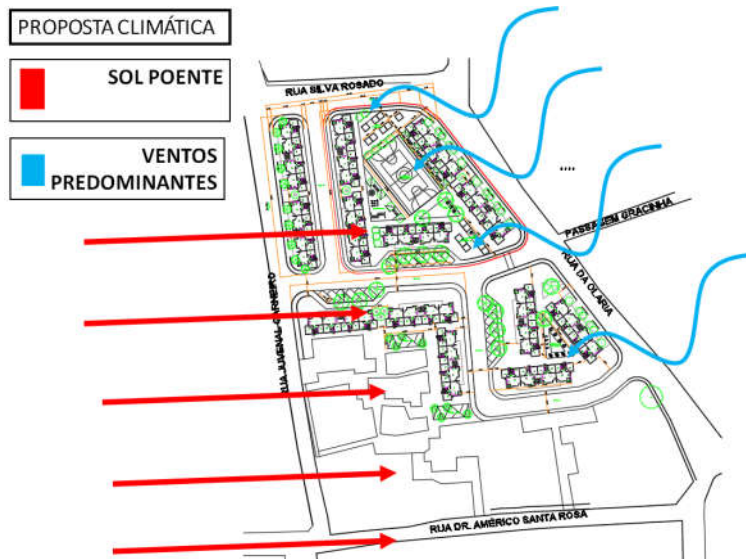 PROPOSTA CLIMÁTICA
SOL POENTE
VENTOS
PREDOMINANTES
RUA SILVA ROSADO
PASSAGEM GRACINHA
RUA DA OLARIA
RUA JUVENAL CARNEIRO
RUA DR. AMÉRICO SANTA ROSA